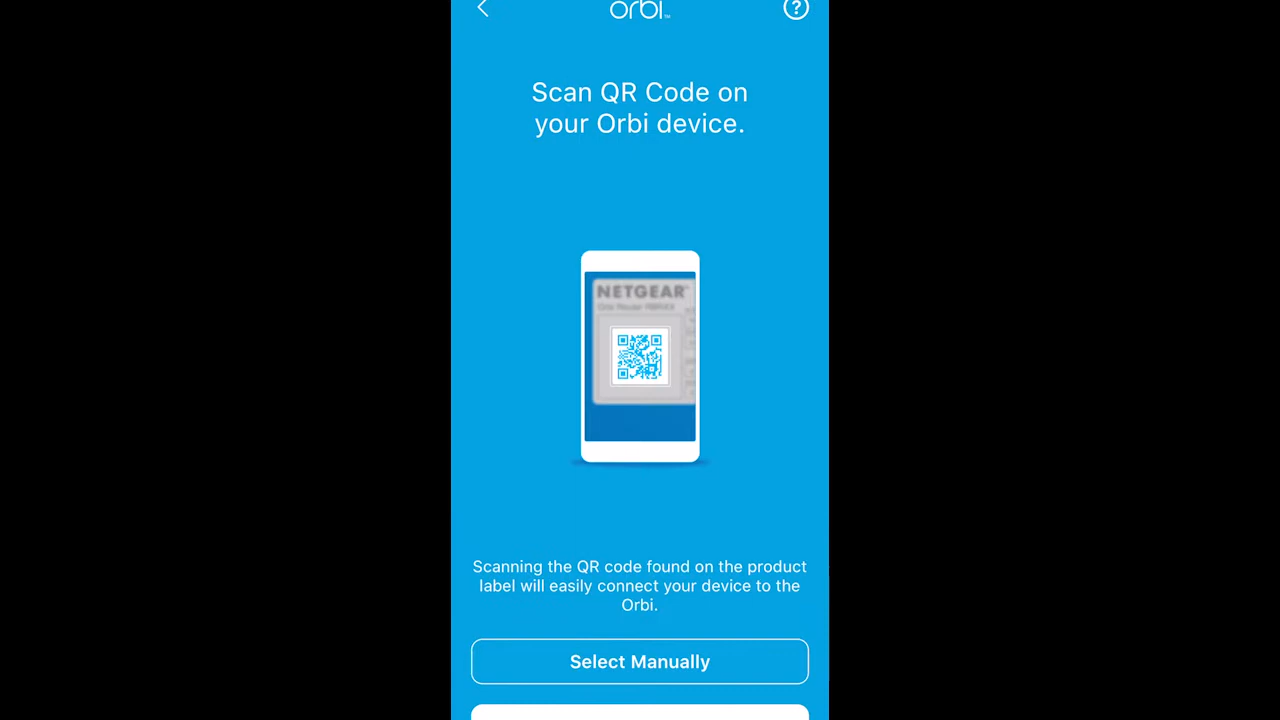 orbi™
?
Scan QR Code on
your Orbi device.
NETGEAR
Scanning the QR code found on the product
label will easily connect your device to the
Orbi.
Select Manually